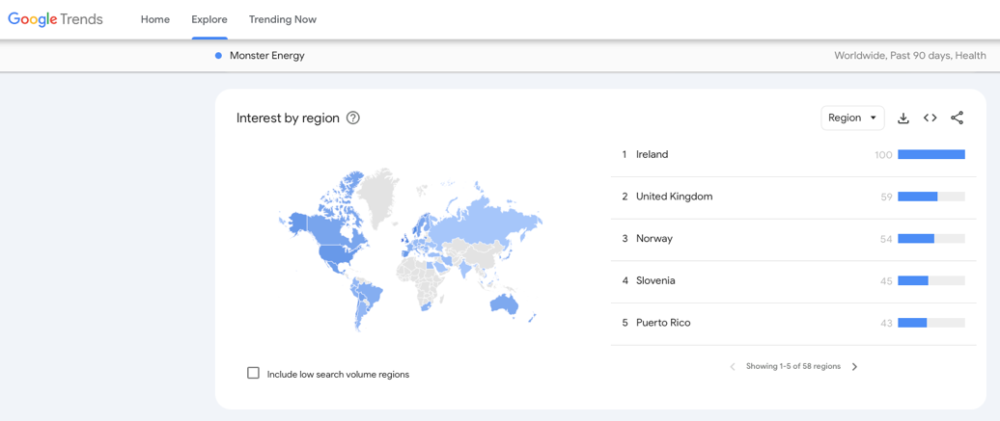 Google Trends Home Explore Trending Now
Monster Energy Worldwide, Past 90 days, Health
Interest by region ? Region
1 Ireland 100
2 United Kingdom 59
3 Norway 54
4 Slovenia 45
5 Puerto Rico 43
Showing 1-5 of 58 regions
Include low search volume regions